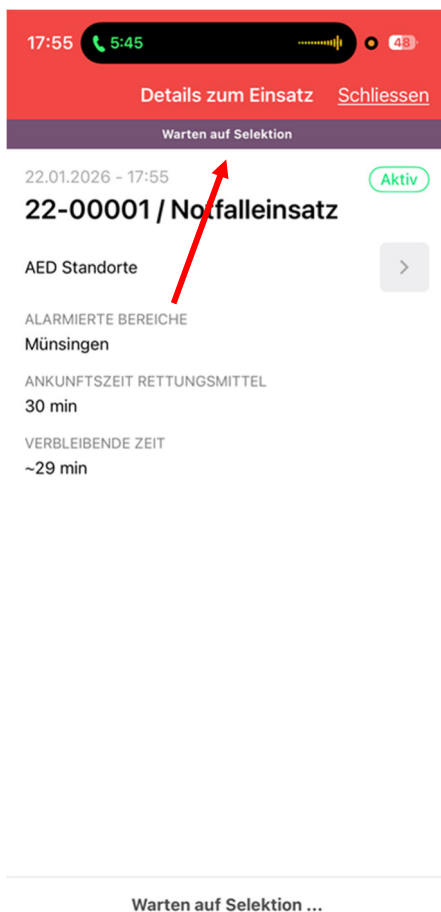 17:55 5:45 48
Details zum Einsatz Schliessen
Warten auf Selektion
22.01.2026 - 17:55 Aktiv
22-00001 / Notfalleinsatz
AED Standorte
ALARMIERTE BEREICHE
Münsingen
ANKUNFTSZEIT RETTUNGSMITTEL
30 min
VERBLEIBENDE ZEIT
~29 min
Warten auf Selektion ...